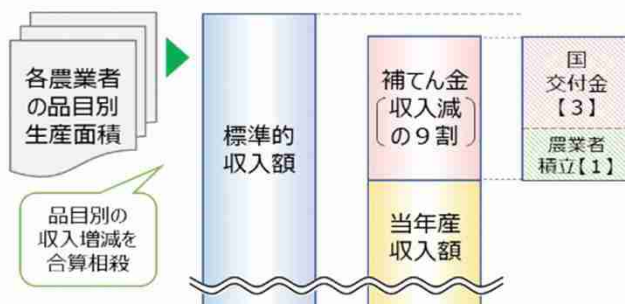 各農業者
の品目別
生産面積
品目別の
収入増減を
合算相殺
標準的
収入額
補てん金
収入減
の9割
当年産
収入額
国
交付金
【3】
農業者
積立【1】